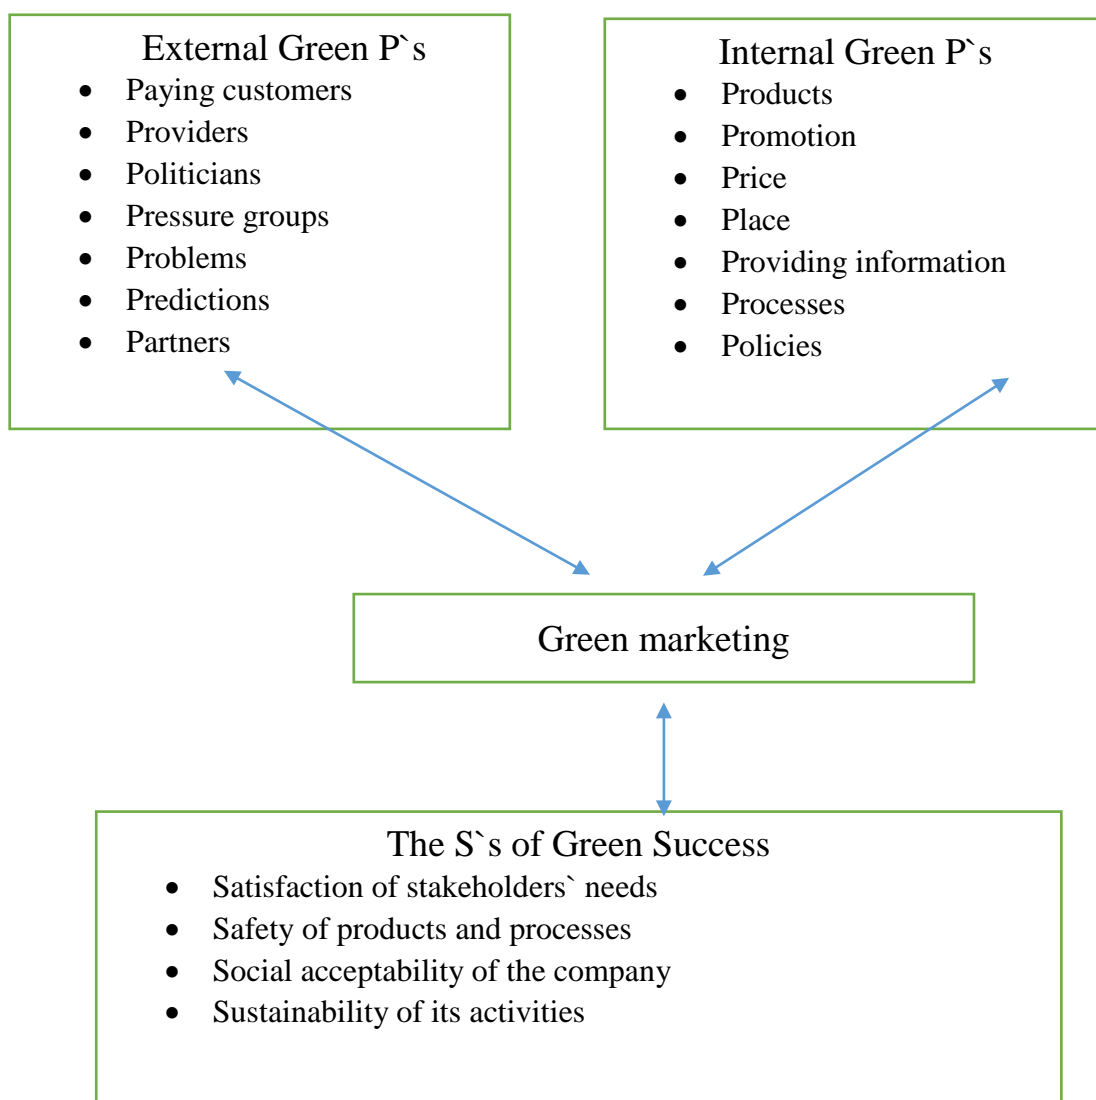 External Green P`s
• Paying customers
• Providers
• Politicians
• Pressure groups
• Problems
• Predictions
• Partners
Internal Green P`s
• Products
• Promotion
• Price
• Place
• Providing information
• Processes
• Policies
Green marketing
The S`s of Green Success
• Satisfaction of stakeholders` needs
• Safety of products and processes
• Social acceptability of the company
• Sustainability of its activities